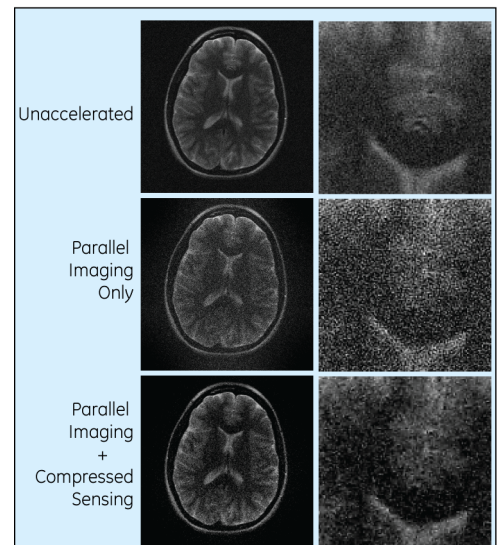 Unaccelerated
Parallel
Imaging
Only
Parallel
Imaging
+
Compressed
Sensing